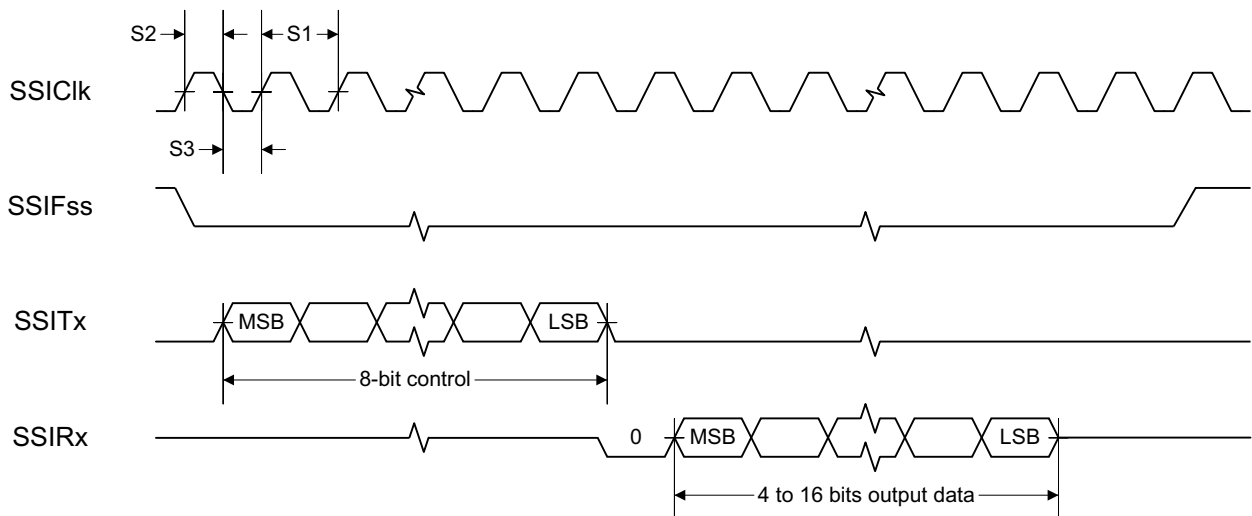 S2
S1
SSIClk
S3
SSIFss
SSITx
MSB
LSB
8-bit control
SSIRx
0
MSB
LSB
4 to 16 bits output data